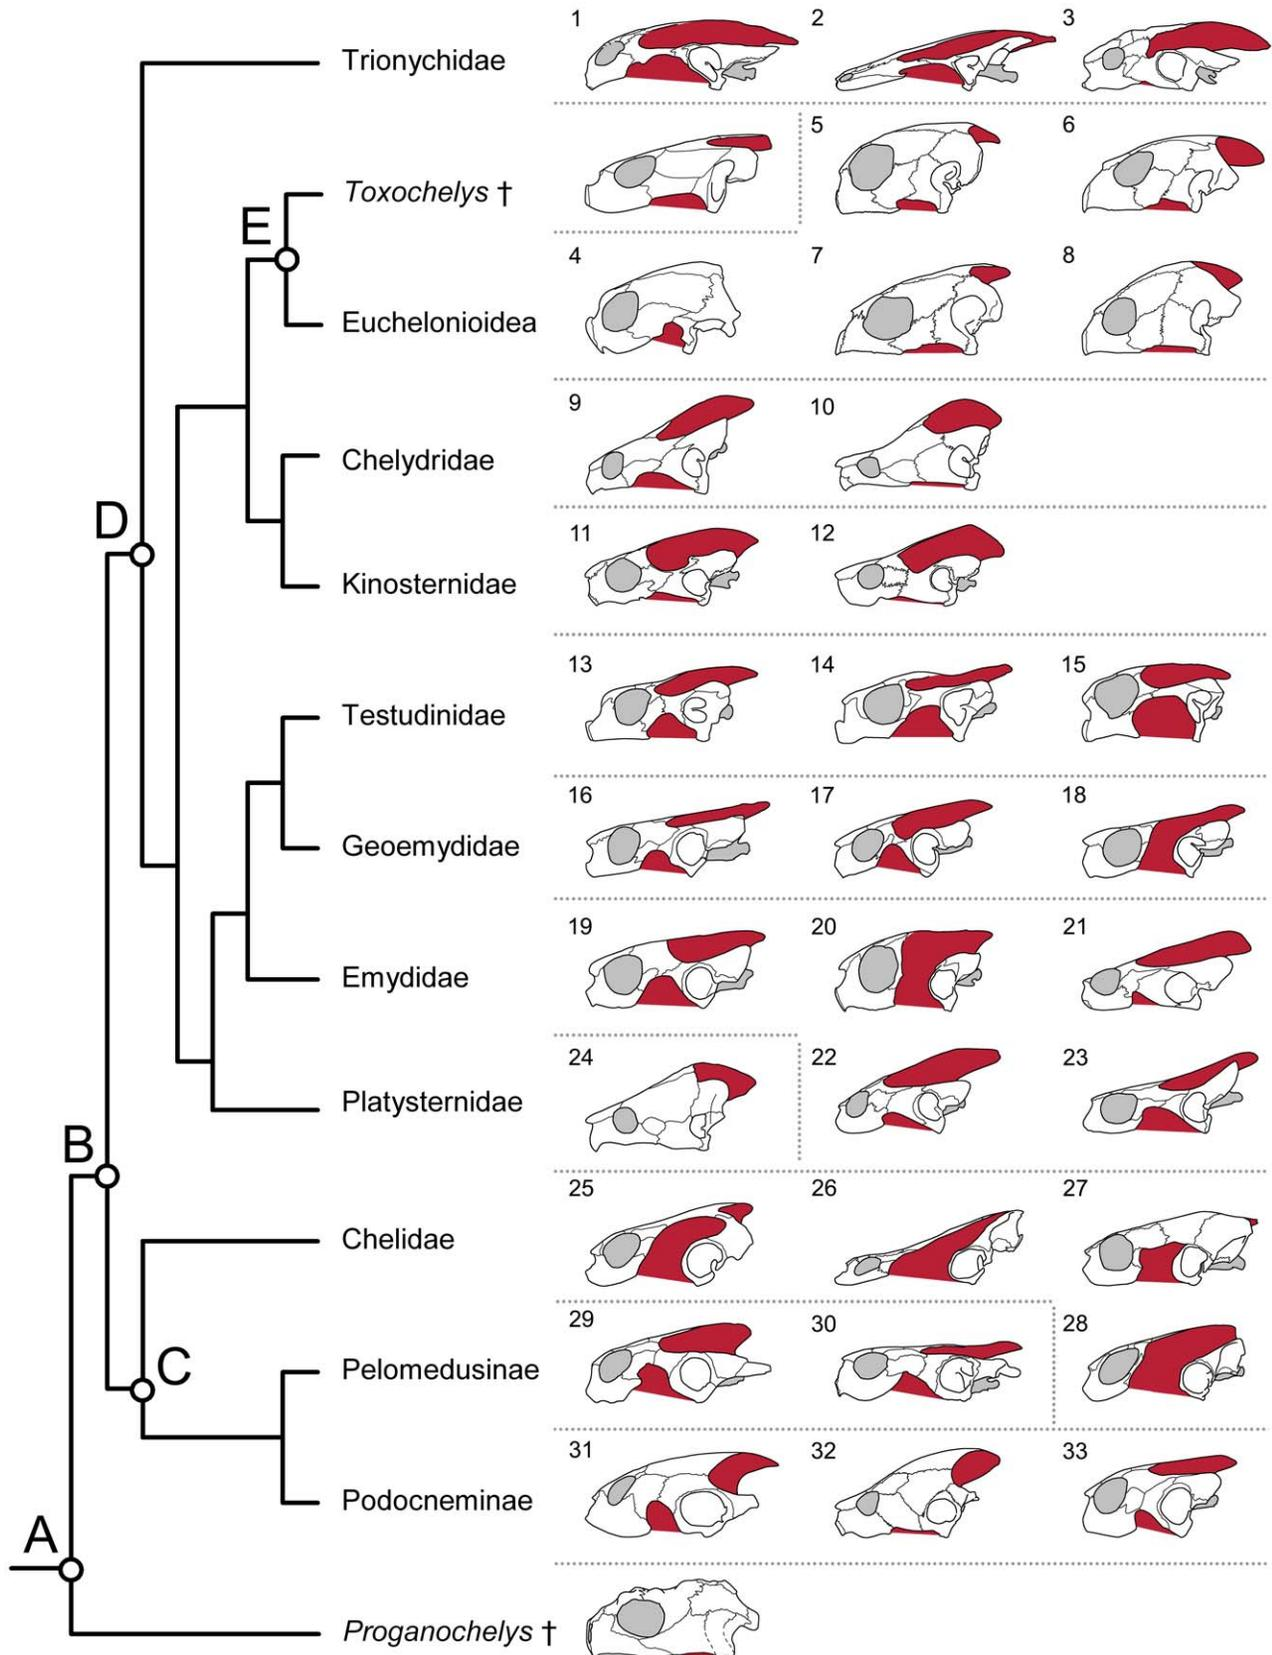 1 2 3
Trionychidae
5 6
Toxochelys †
E
4 7 8
Euchelonioidea
9 10
Chelydridae
D
11 12
Kinosternidae
13 14 15
Testudinidae
16 17 18
Geoemydidae
19 20 21
Emydidae
24 22 23
Platysternidae
B
25 26 27
Chelidae
29 30 28
C
Pelomedusinae
31 32 33
Podocneminae
A
Proganochelys †